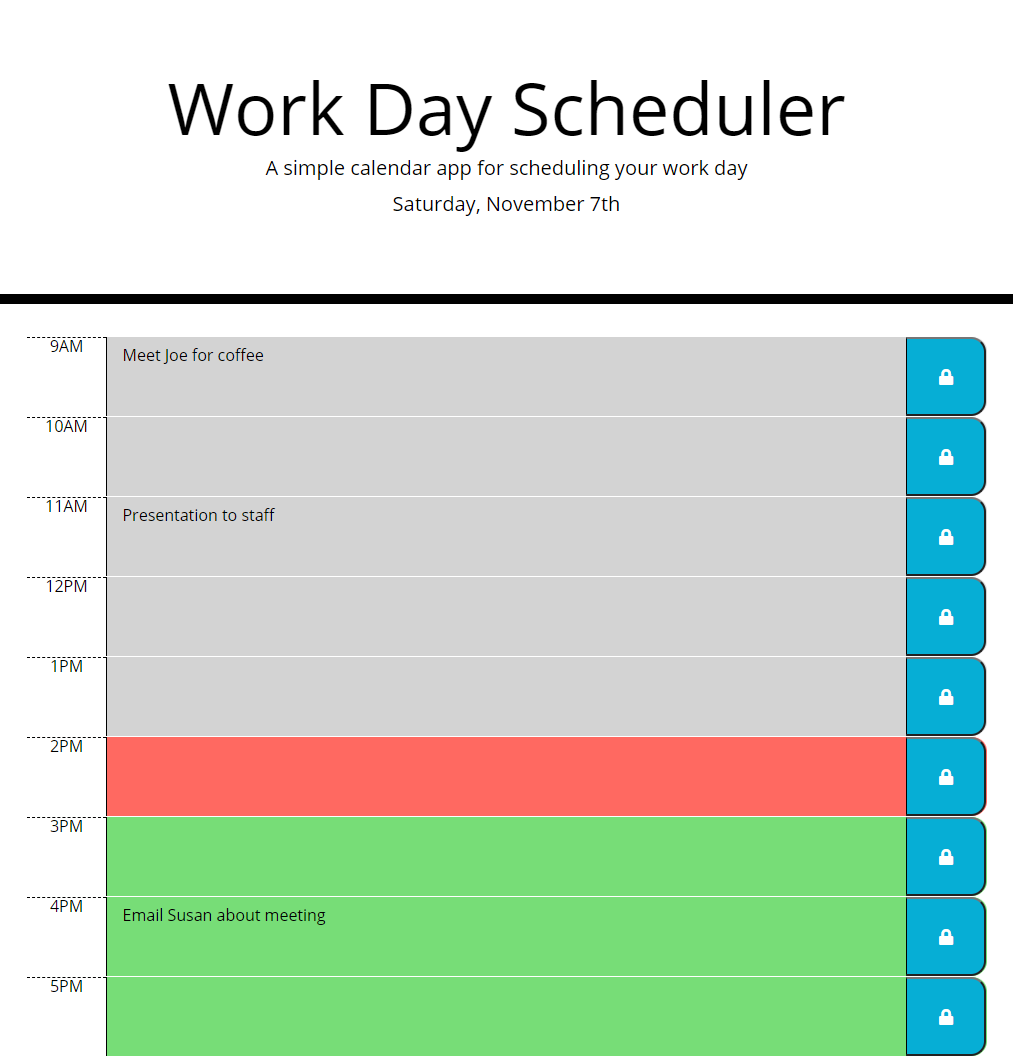 Work Day Scheduler
A simple calendar app for scheduling your work day
Saturday, November 7th
9AM Meet Joe for coffee
10AM
11AM Presentation to staff
12PM
1PM
2PM
3PM
4PM Email Susan about meeting
5PM